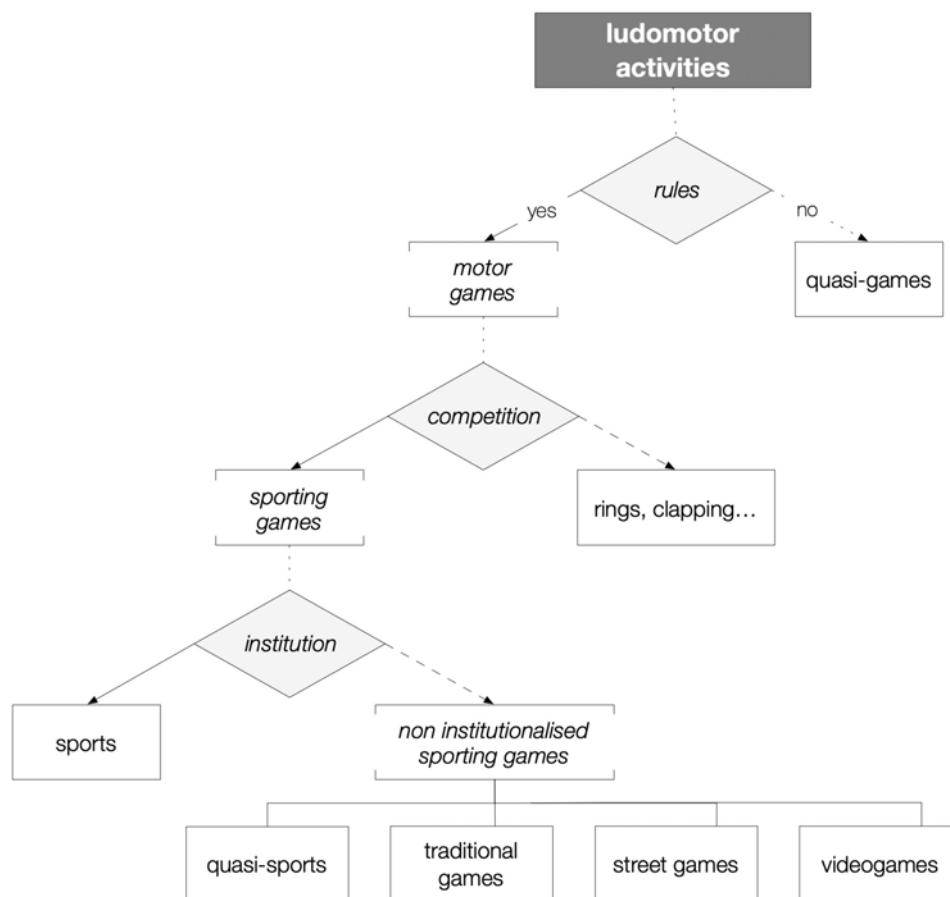 ludomotor
activities
rules
yes
no
motor
games
quasi-games
competition
sporting
games
rings, clapping…
institution
sports
non institutionalised
sporting games
quasi-sports
traditional
games
street games
videogames